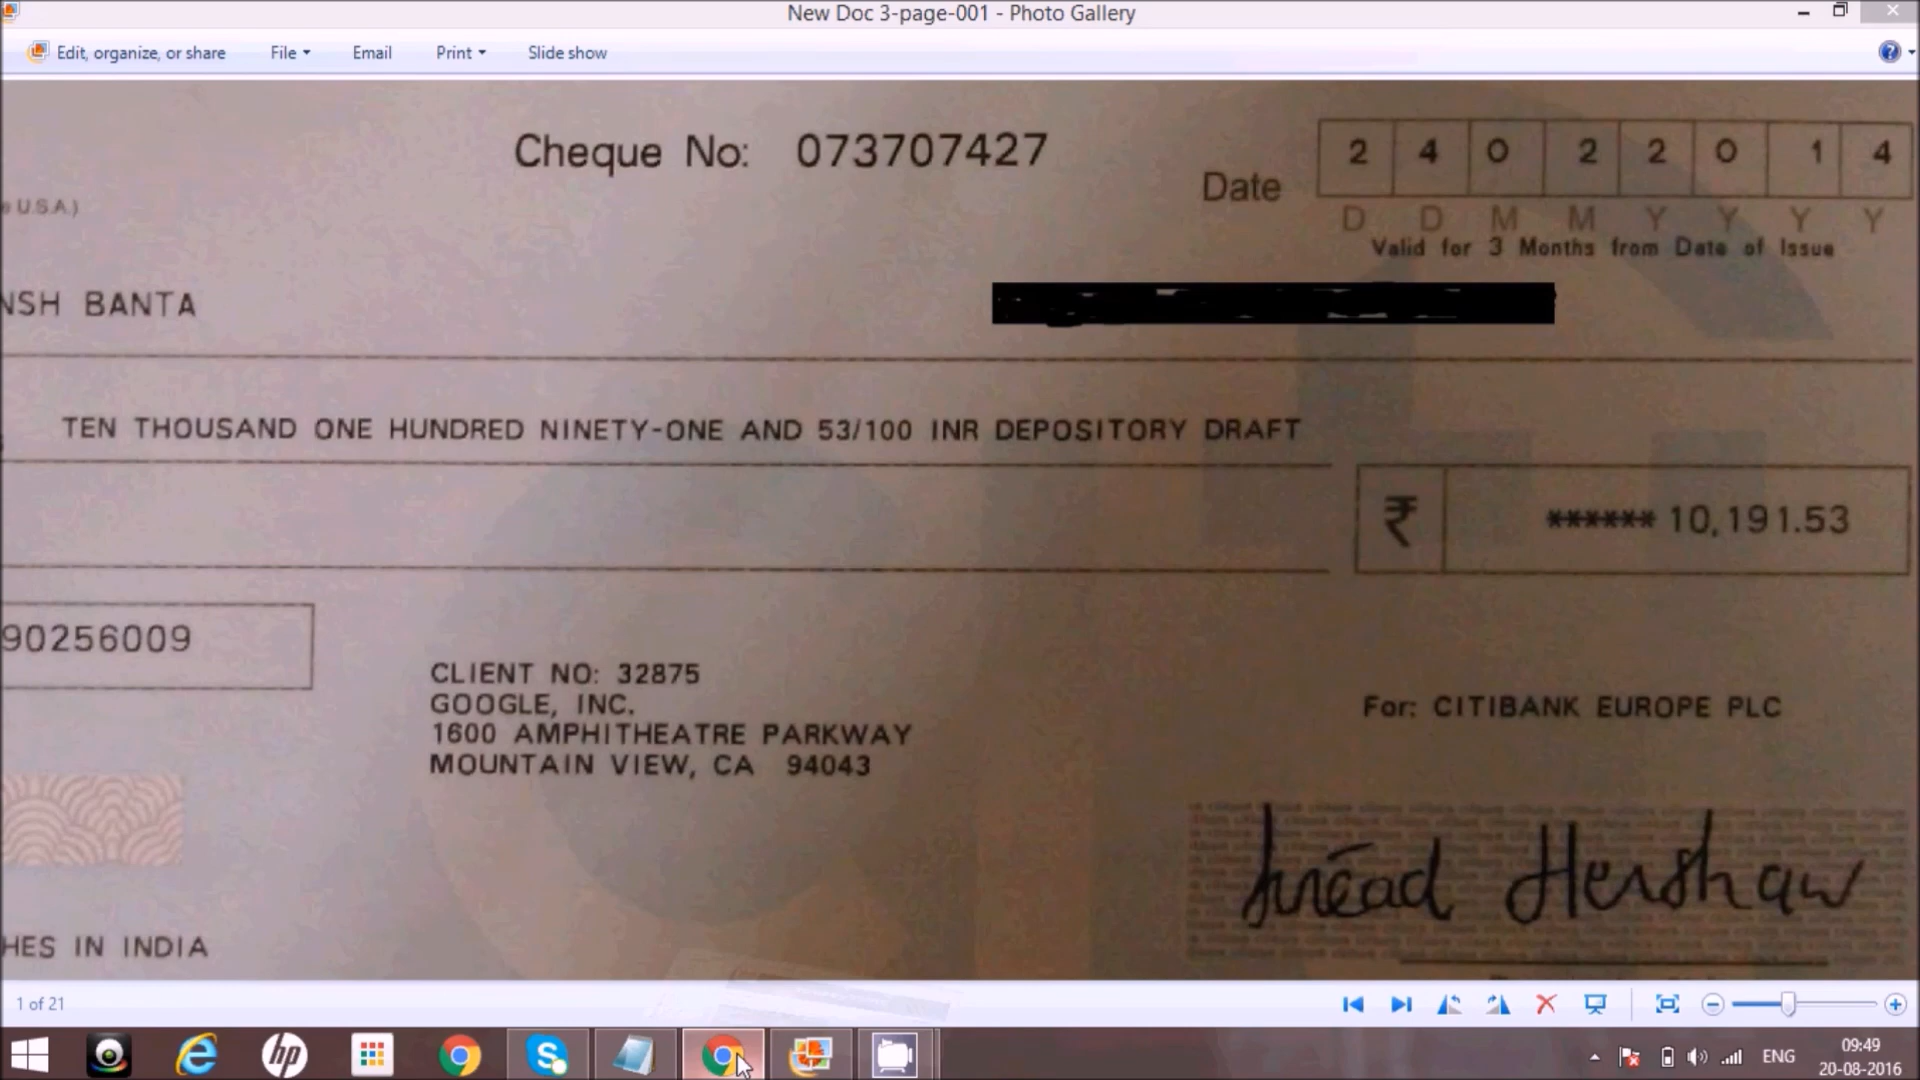 New Doc 3-page-001 - Photo Gallery
Edit, organize, or share File Email Print Slide show
Cheque No: 073707427
Date 2 4 0 2 2 0 1 4
D D M M Y Y Y Y
Valid for 3 Months from Date of Issue
U.S.A.)
NSH BANTA
TEN THOUSAND ONE HUNDRED NINETY-ONE AND 53/100 INR DEPOSITORY DRAFT
₹ ****** 10,191.53
90256009
CLIENT NO: 32875
GOOGLE, INC.
1600 AMPHITHEATRE PARKWAY
MOUNTAIN VIEW, CA 94043
For: CITIBANK EUROPE PLC
Hershaw
HES IN INDIA
1 of 21
hp
ENG
09:49
20-08-2016